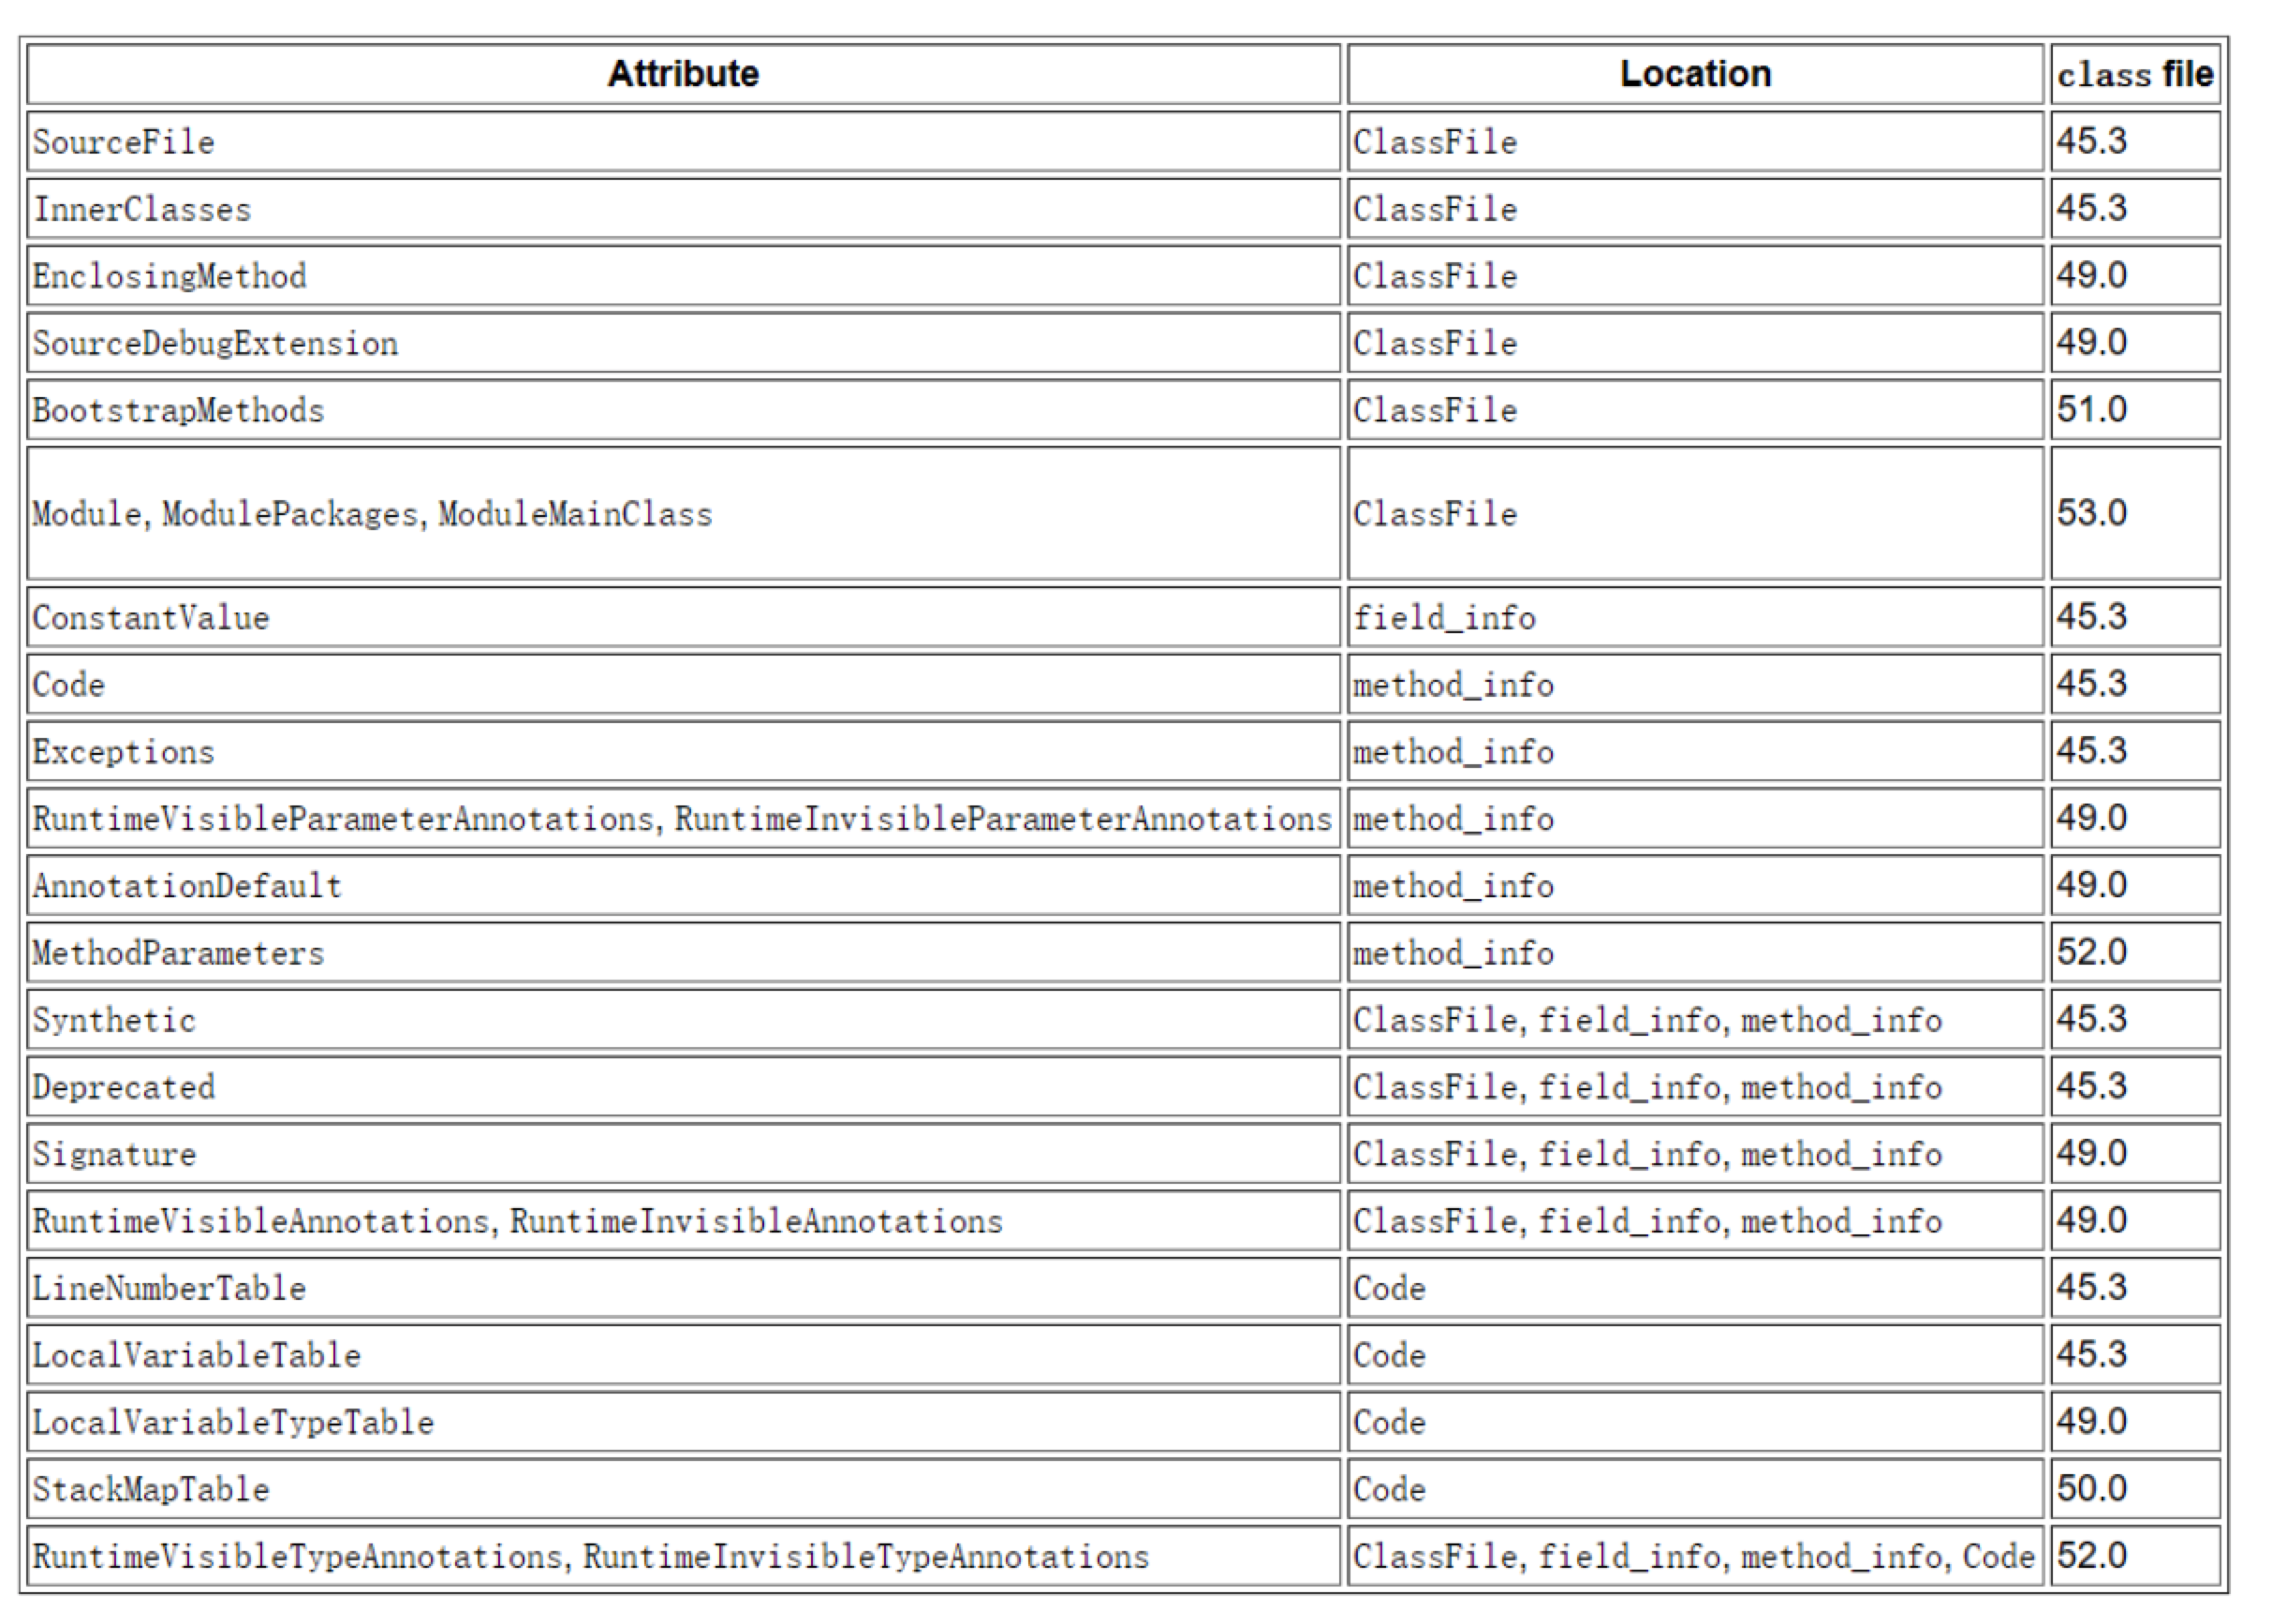 Attribute Location class file
SourceFile ClassFile 45.3
InnerClasses ClassFile 45.3
EnclosingMethod ClassFile 49.0
SourceDebugExtension ClassFile 49.0
BootstrapMethods ClassFile 51.0
Module, ModulePackages, ModuleMainClass ClassFile 53.0
ConstantValue field_info 45.3
Code method_info 45.3
Exceptions method_info 45.3
RuntimeVisibleParameterAnnotations, RuntimeInvisibleParameterAnnotations method_info 49.0
AnnotationDefault method_info 49.0
MethodParameters method_info 52.0
Synthetic ClassFile, field_info, method_info 45.3
Deprecated ClassFile, field_info, method_info 45.3
Signature ClassFile, field_info, method_info 49.0
RuntimeVisibleAnnotations, RuntimeInvisibleAnnotations ClassFile, field_info, method_info 49.0
LineNumberTable Code 45.3
LocalVariableTable Code 45.3
LocalVariableTypeTable Code 49.0
StackMapTable Code 50.0
RuntimeVisibleTypeAnnotations, RuntimeInvisibleTypeAnnotations ClassFile, field_info, method_info, Code 52.0